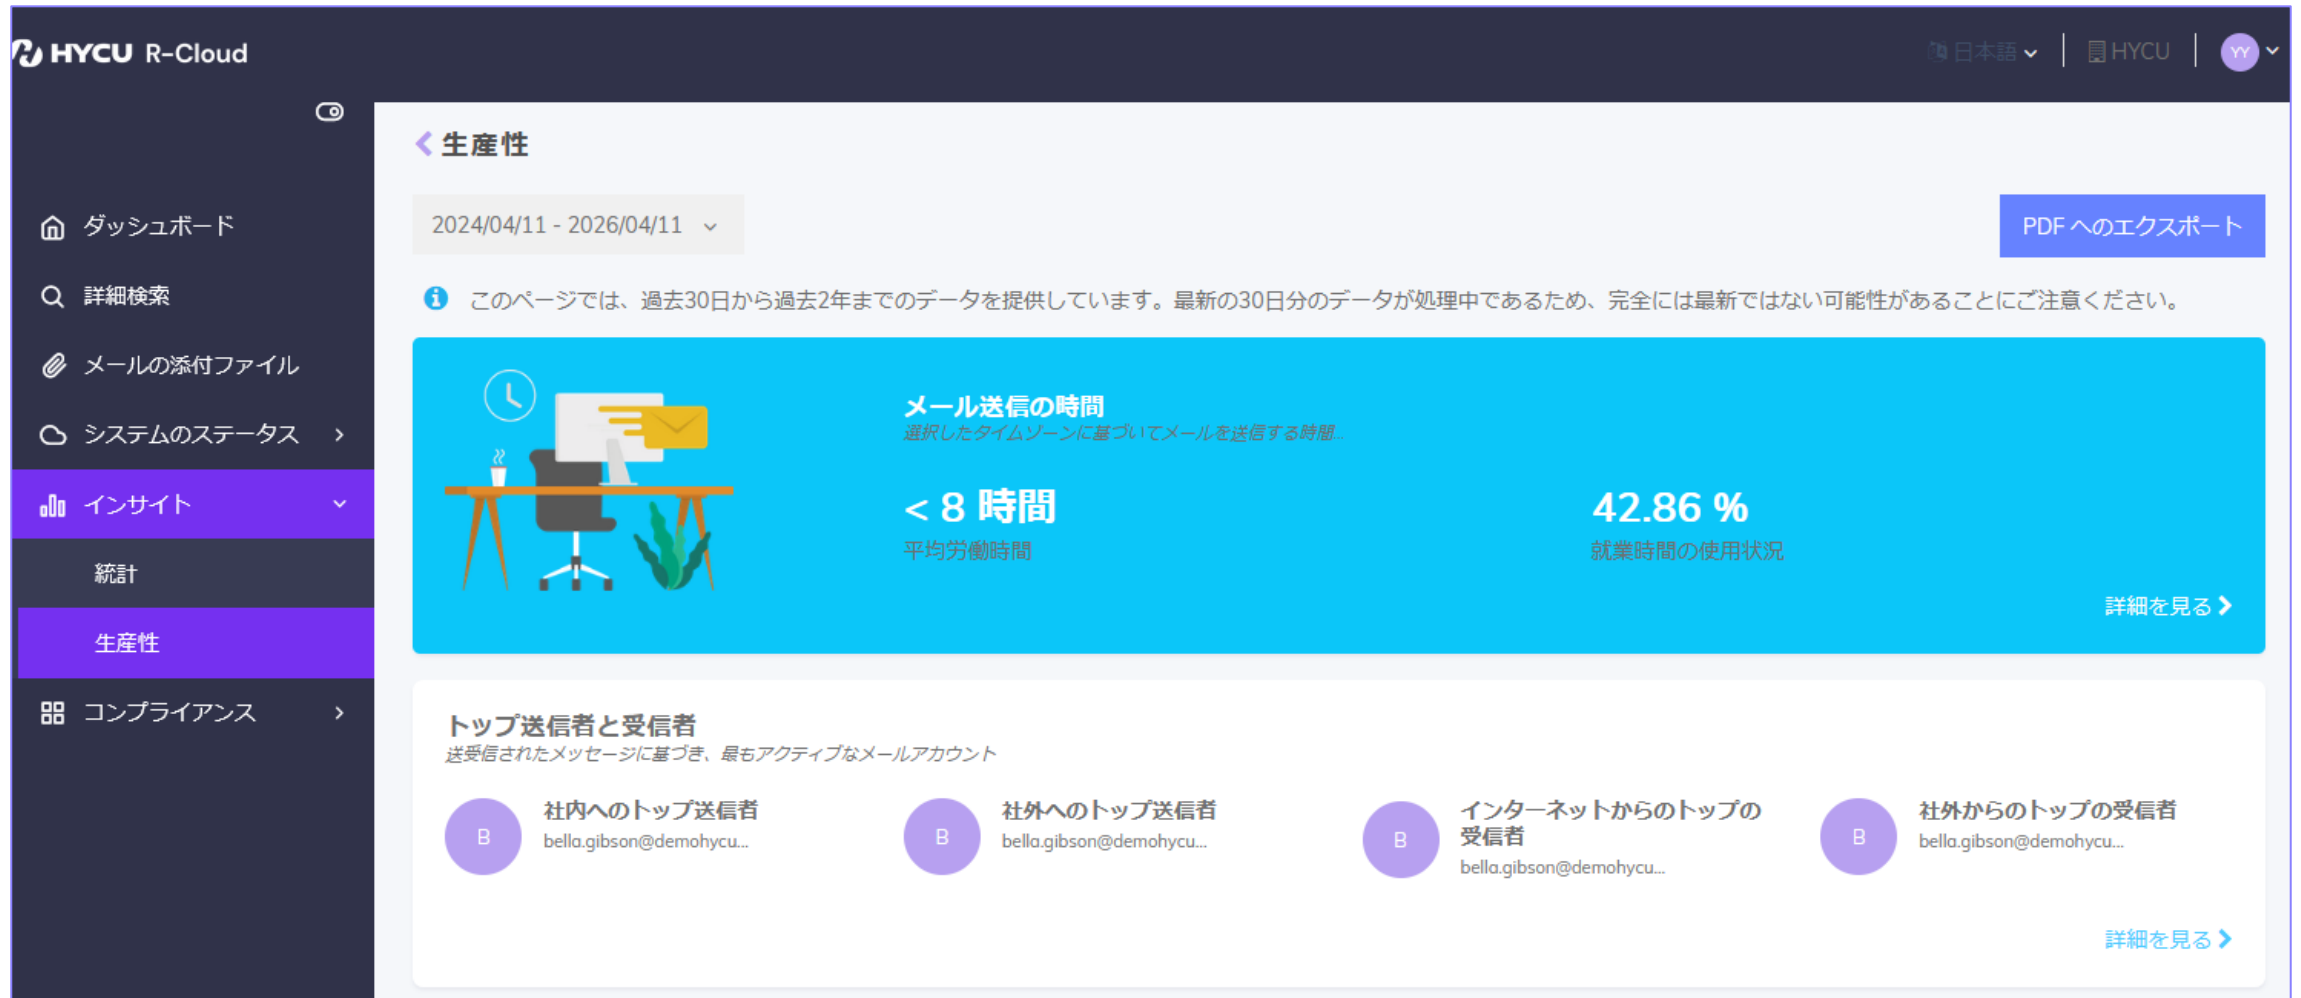 HYCU R-Cloud
日本語
HYCU
YY
ダッシュボード
詳細検索
メールの添付ファイル
システムのステータス
インサイト
統計
生産性
コンプライアンス
生産性
2024/04/11 - 2026/04/11
PDF へのエクスポート
このページでは、過去30日から過去2年までのデータを提供しています。最新の30日分のデータが処理中であるため、完全には最新ではない可能性があることにご注意ください。
メール送信の時間
選択したタイムゾーンに基づいてメールを送信する時間...
< 8 時間
平均労働時間
42.86 %
就業時間の使用状況
詳細を見る
トップ送信者と受信者
送受信されたメッセージに基づき、最もアクティブなメールアカウント
B
社内へのトップ送信者
bella.gibson@demohycu...
B
社外へのトップ送信者
bella.gibson@demohycu...
B
インターネットからのトップの
受信者
bella.gibson@demohycu...
B
社外からのトップの受信者
bella.gibson@demohycu...
詳細を見る